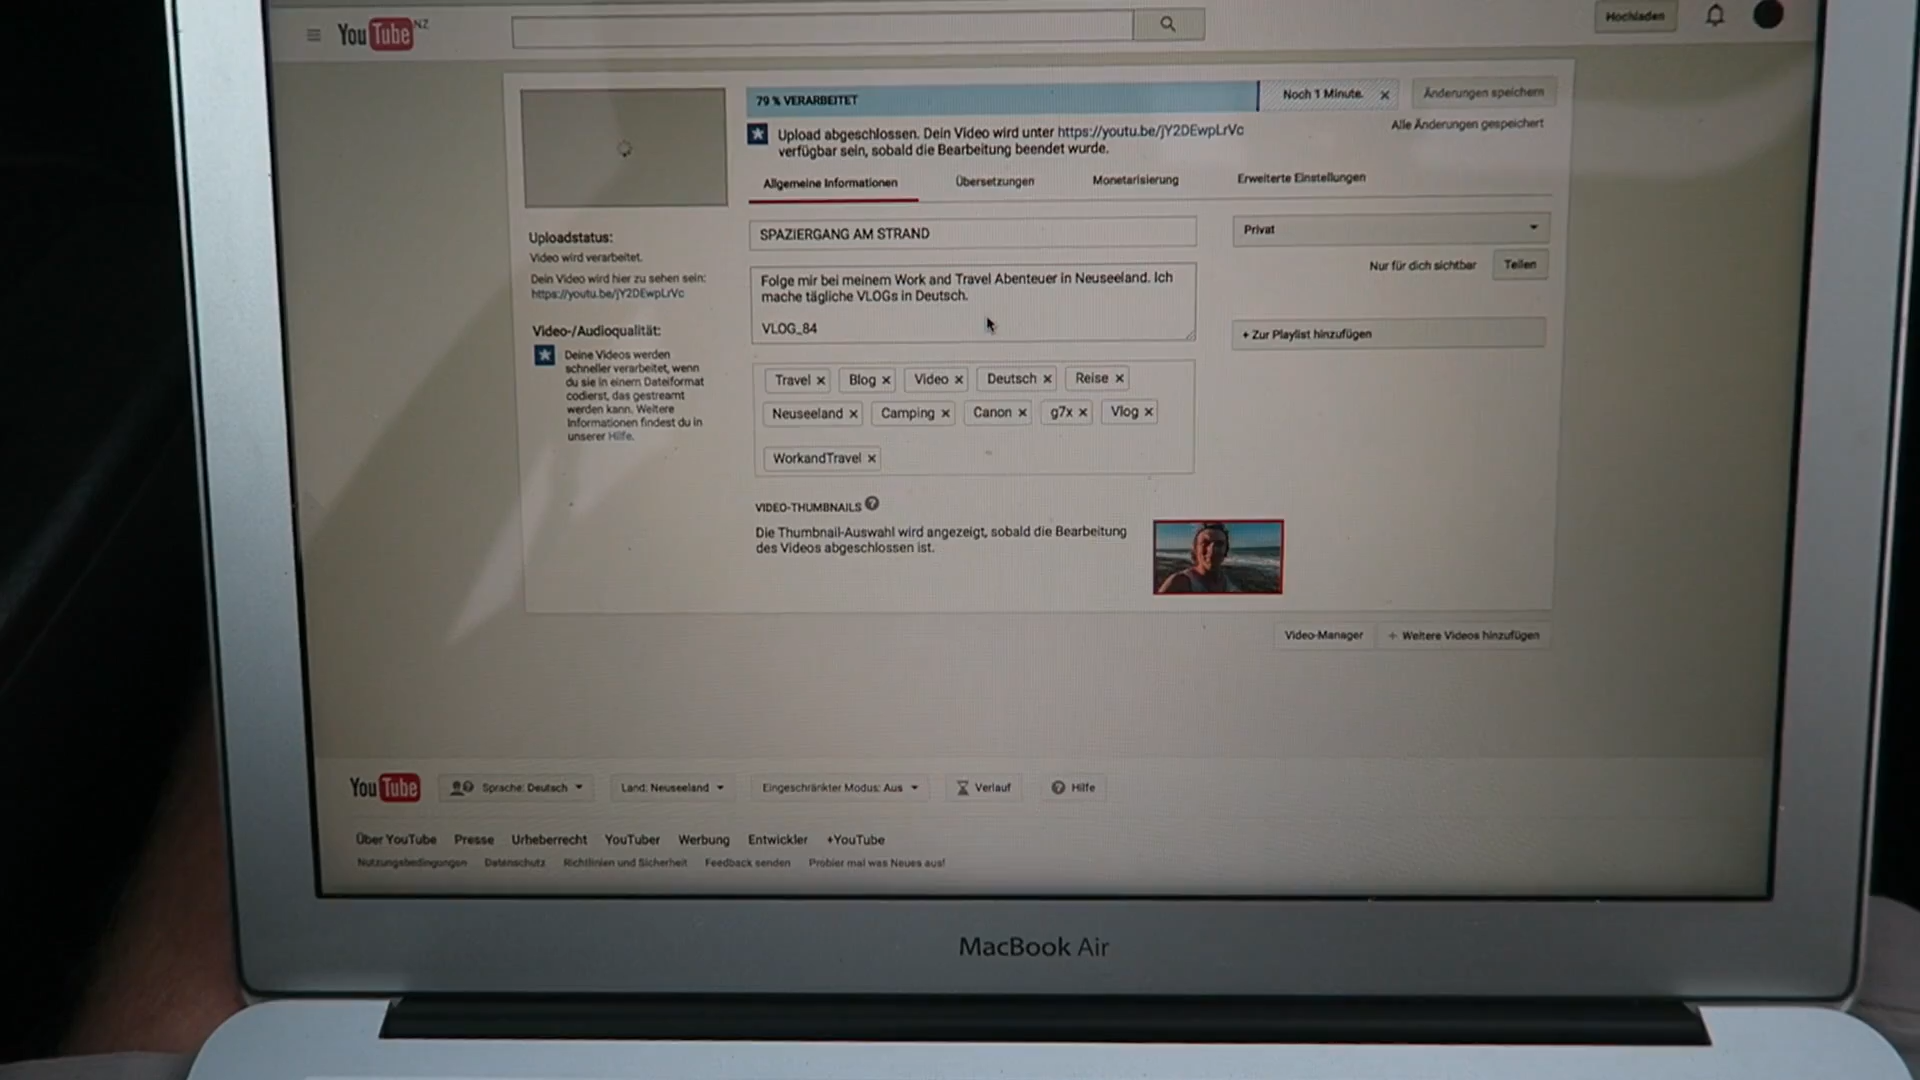 YouTube NZ
Hochladen
79 % VERARBEITET
Noch 1 Minute.
Änderungen speichern
Alle Änderungen gespeichert
Upload abgeschlossen. Dein Video wird unter https://youtu.be/jY2DEwpLrVc
verfügbar sein, sobald die Bearbeitung beendet wurde.
Allgemeine Informationen
Übersetzungen
Monetarisierung
Erweiterte Einstellungen
Uploadstatus:
Video wird verarbeitet.
Dein Video wird hier zu sehen sein:
https://youtu.be/jY2DEwpLrVc
Video-/Audioqualität:
Deine Videos werden
schneller verarbeitet, wenn
du sie in einem Dateiformat
codierst, das gestreamt
werden kann. Weitere
Informationen findest du in
unserer Hilfe.
SPAZIERGANG AM STRAND
Folge mir bei meinem Work and Travel Abenteuer in Neuseeland. Ich
mache tägliche VLOGs in Deutsch.
VLOG_84
Privat
Nur für dich sichtbar
Teilen
+ Zur Playlist hinzufügen
Travel × Blog × Video × Deutsch × Reise ×
Neuseeland × Camping × Canon × g7x × Vlog ×
WorkandTravel ×
VIDEO-THUMBNAILS
Die Thumbnail-Auswahl wird angezeigt, sobald die Bearbeitung
des Videos abgeschlossen ist.
Video-Manager
+ Weitere Videos hinzufügen
YouTube
Sprache: Deutsch
Land: Neuseeland
Eingeschränkter Modus: Aus
Verlauf
Hilfe
Über YouTube Presse Urheberrecht YouTuber Werbung Entwickler +YouTube
Nutzungsbedingungen Datenschutz Richtlinien und Sicherheit Feedback senden Probier mal was Neues aus!
MacBook Air